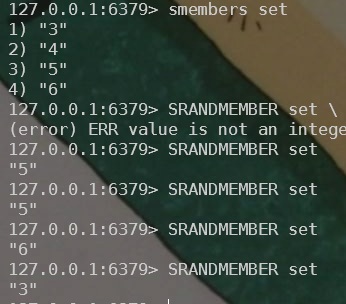 127.0.0.1:6379> smembers set
1) "3"
2) "4"
3) "5"
4) "6"
127.0.0.1:6379> SRANDMEMBER set \
(error) ERR value is not an intege
127.0.0.1:6379> SRANDMEMBER set
"5"
127.0.0.1:6379> SRANDMEMBER set
"5"
127.0.0.1:6379> SRANDMEMBER set
"6"
127.0.0.1:6379> SRANDMEMBER set
"3"